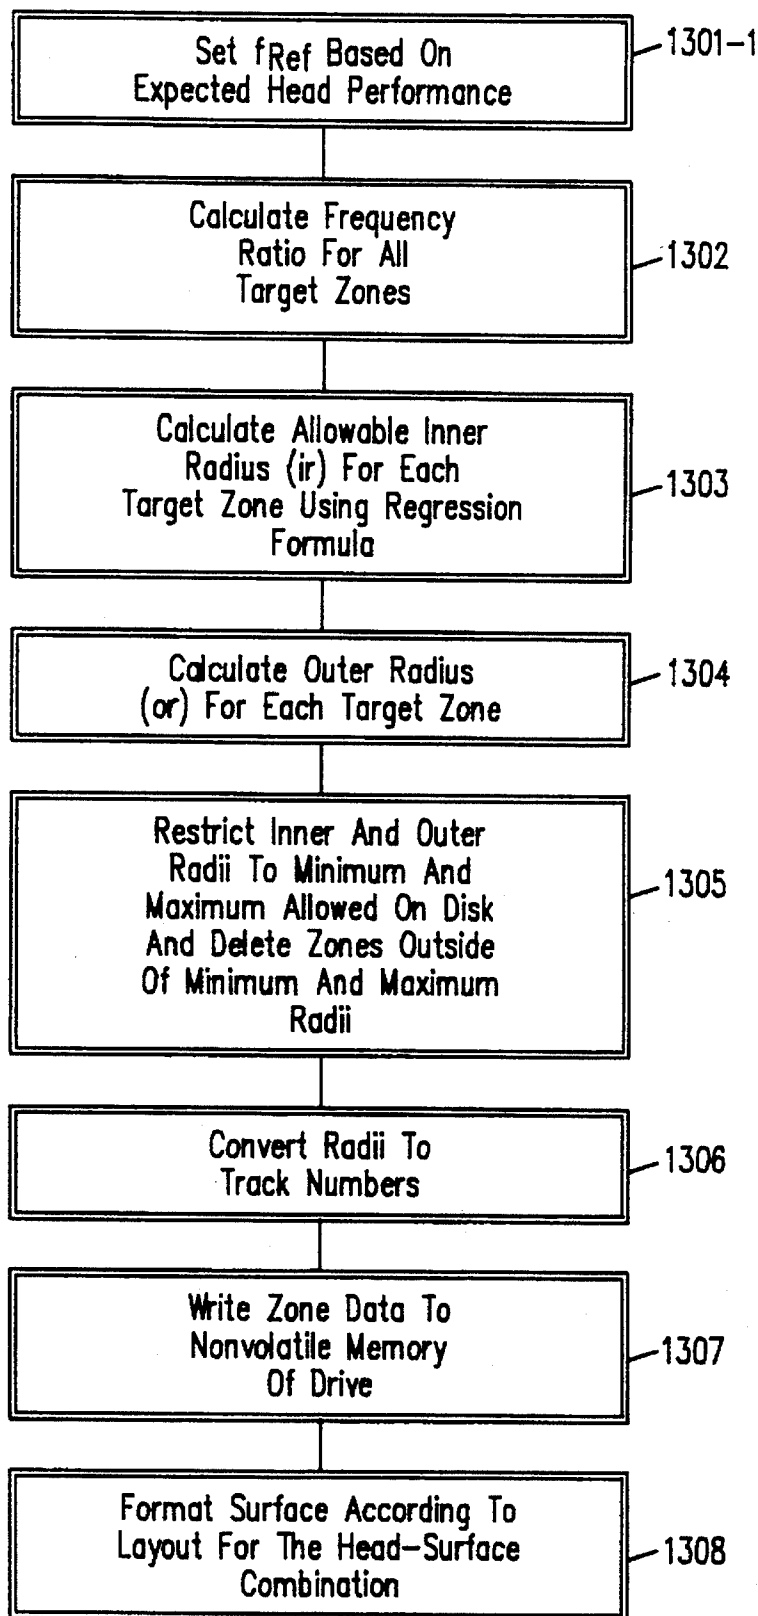 Set fRef Based On
Expected Head Performance
1301-1
Calculate Frequency
Ratio For All
Target Zones
1302
Calculate Allowable Inner
Radius (ir) For Each
Target Zone Using Regression
Formula
1303
Calculate Outer Radius
(or) For Each Target Zone
1304
Restrict Inner And Outer
Radii To Minimum And
Maximum Allowed On Disk
And Delete Zones Outside
Of Minimum And Maximum
Radii
1305
Convert Radii To
Track Numbers
1306
Write Zone Data To
Nonvolatile Memory
Of Drive
1307
Format Surface According To
Layout For The Head-Surface
Combination
1308